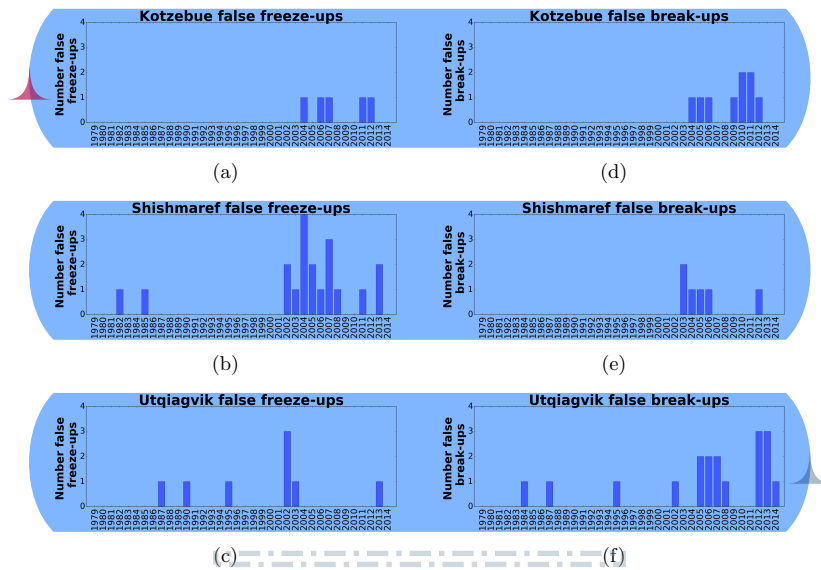 Kotzebue false freeze-ups
Number false
freeze-ups
4
3
2
1
0
1979 1980 1981 1982 1983 1984 1985 1986 1987 1988 1989 1990 1991 1992 1993 1994 1995 1996 1997 1998 1999 2000 2001 2002 2003 2004 2005 2006 2007 2008 2009 2010 2011 2012 2013 2014
(a)
Kotzebue false break-ups
Number false
break-ups
4
3
2
1
0
1979 1980 1981 1982 1983 1984 1985 1986 1987 1988 1989 1990 1991 1992 1993 1994 1995 1996 1997 1998 1999 2000 2001 2002 2003 2004 2005 2006 2007 2008 2009 2010 2011 2012 2013 2014
(d)
Shishmaref false freeze-ups
Number false
freeze-ups
4
3
2
1
0
1979 1980 1981 1982 1983 1984 1985 1986 1987 1988 1989 1990 1991 1992 1993 1994 1995 1996 1997 1998 1999 2000 2001 2002 2003 2004 2005 2006 2007 2008 2009 2010 2011 2012 2013 2014
(b)
Shishmaref false break-ups
Number false
break-ups
4
3
2
1
0
1979 1980 1981 1982 1983 1984 1985 1986 1987 1988 1989 1990 1991 1992 1993 1994 1995 1996 1997 1998 1999 2000 2001 2002 2003 2004 2005 2006 2007 2008 2009 2010 2011 2012 2013 2014
(e)
Utqiagvik false freeze-ups
Number false
freeze-ups
4
3
2
1
0
1979 1980 1981 1982 1983 1984 1985 1986 1987 1988 1989 1990 1991 1992 1993 1994 1995 1996 1997 1998 1999 2000 2001 2002 2003 2004 2005 2006 2007 2008 2009 2010 2011 2012 2013 2014
(c)
Utqiagvik false break-ups
Number false
break-ups
4
3
2
1
0
1979 1980 1981 1982 1983 1984 1985 1986 1987 1988 1989 1990 1991 1992 1993 1994 1995 1996 1997 1998 1999 2000 2001 2002 2003 2004 2005 2006 2007 2008 2009 2010 2011 2012 2013 2014
(f)